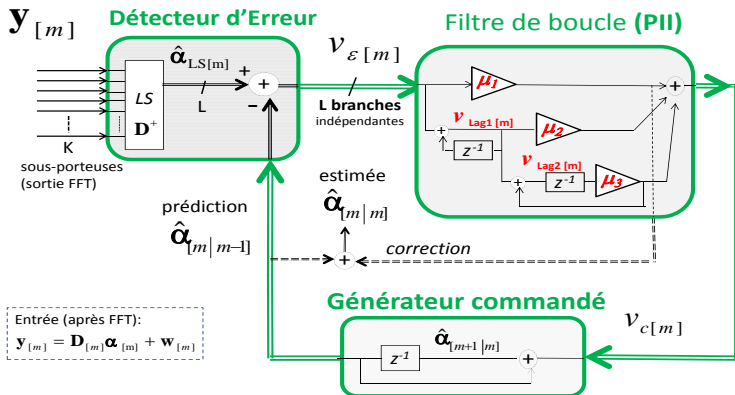 y [m]
Détecteur d'Erreur
α̂ LS[m]
LS
D⁺
+
−
+
L
K
sous-porteuses
(sortie FFT)
v ε[m]
L branches
indépendantes
Filtre de boucle (PII)
μ1
+
v Lag1 [m]
μ2
+
z⁻¹
v Lag2 [m]
+
z⁻¹
μ3
prédiction
α̂ [m|m−1]
estimée
α̂ [m|m]
+
correction
Générateur commandé
v c[m]
α̂ [m+1|m]
z⁻¹
+
Entrée (après FFT):
y [m] = D [m] α [m] + w [m]